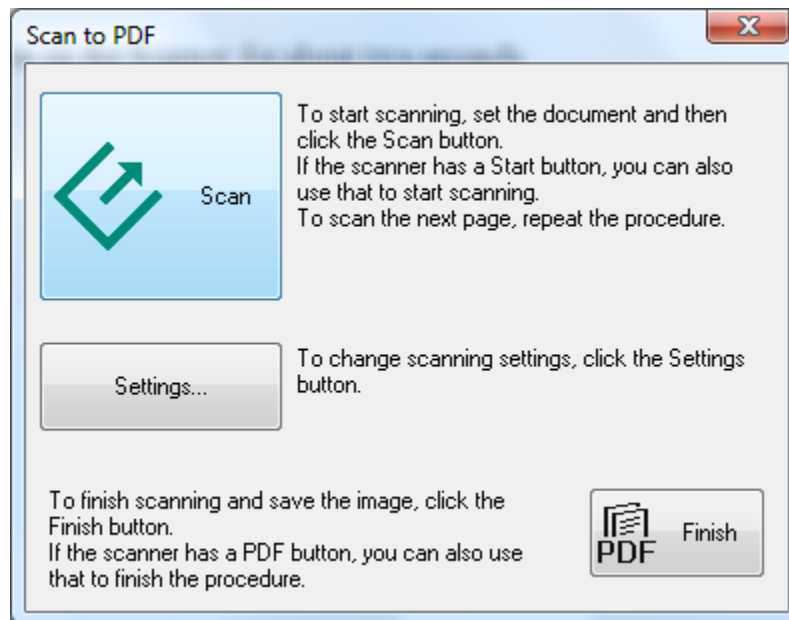 Scan to PDF
To start scanning, set the document and then
click the Scan button.
If the scanner has a Start button, you can also
use that to start scanning.
To scan the next page, repeat the procedure.
Scan
To change scanning settings, click the Settings
button.
Settings...
To finish scanning and save the image, click the
Finish button.
If the scanner has a PDF button, you can also use
that to finish the procedure.
PDF
Finish